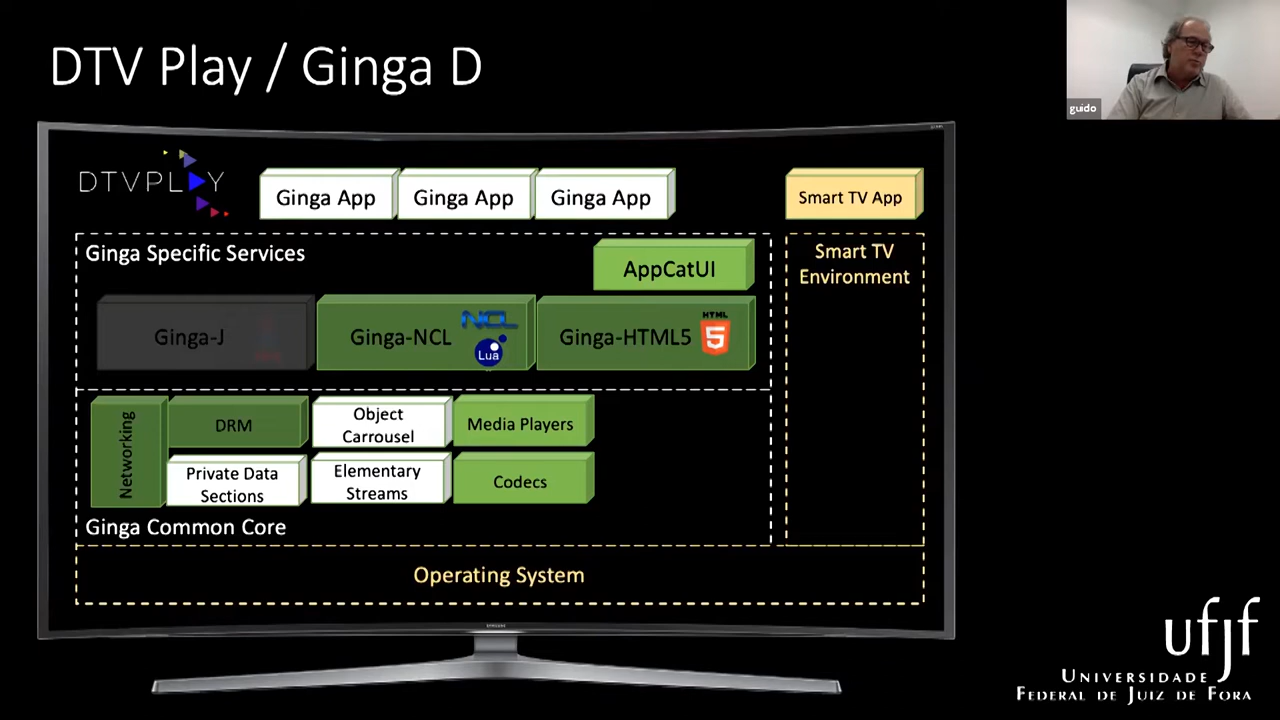 DTV Play / Ginga D
guido
DTVPLAY
Ginga App
Ginga App
Ginga App
Smart TV App
Ginga Specific Services
AppCatUI
Smart TV
Environment
Ginga-J
Ginga-NCL
NCL
Lua
Ginga-HTML5
HTML
5
Networking
DRM
Object
Carrousel
Media Players
Private Data
Sections
Elementary
Streams
Codecs
Ginga Common Core
Operating System
SAMSUNG
ufjf
UNIVERSIDADE
FEDERAL DE JUIZ DE FORA